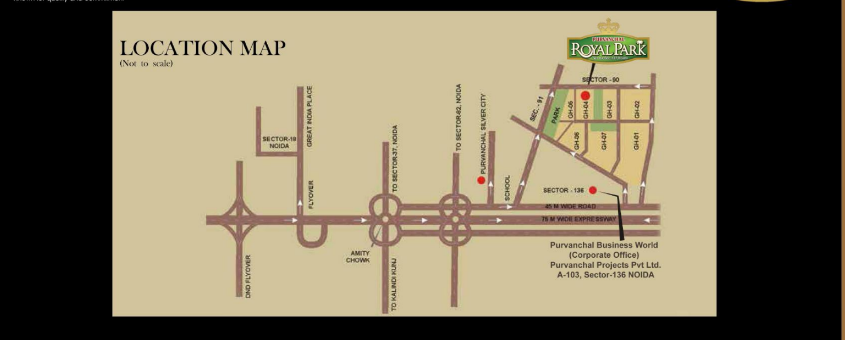 LOCATION MAP
(Not to scale)
PURVANCHAL
ROYAL PARK
SECTOR - 90
SEC. - 91
PARK
GH-05
GH-04
GH-03
GH-02
GH-06
GH-07
GH-01
GREAT INDIA PLACE
SECTOR-19
NOIDA
FLYOVER
TO SECTOR-37, NOIDA
TO SECTOR-62, NOIDA
PURVANCHAL SILVER CITY
SCHOOL
SECTOR - 136
45 M WIDE ROAD
75 M WIDE EXPRESSWAY
AMITY
CHOWK
DND FLYOVER
TO KALINDI KUNJ
Purvanchal Business World
(Corporate Office)
Purvanchal Projects Pvt Ltd.
A-103, Sector-136 NOIDA